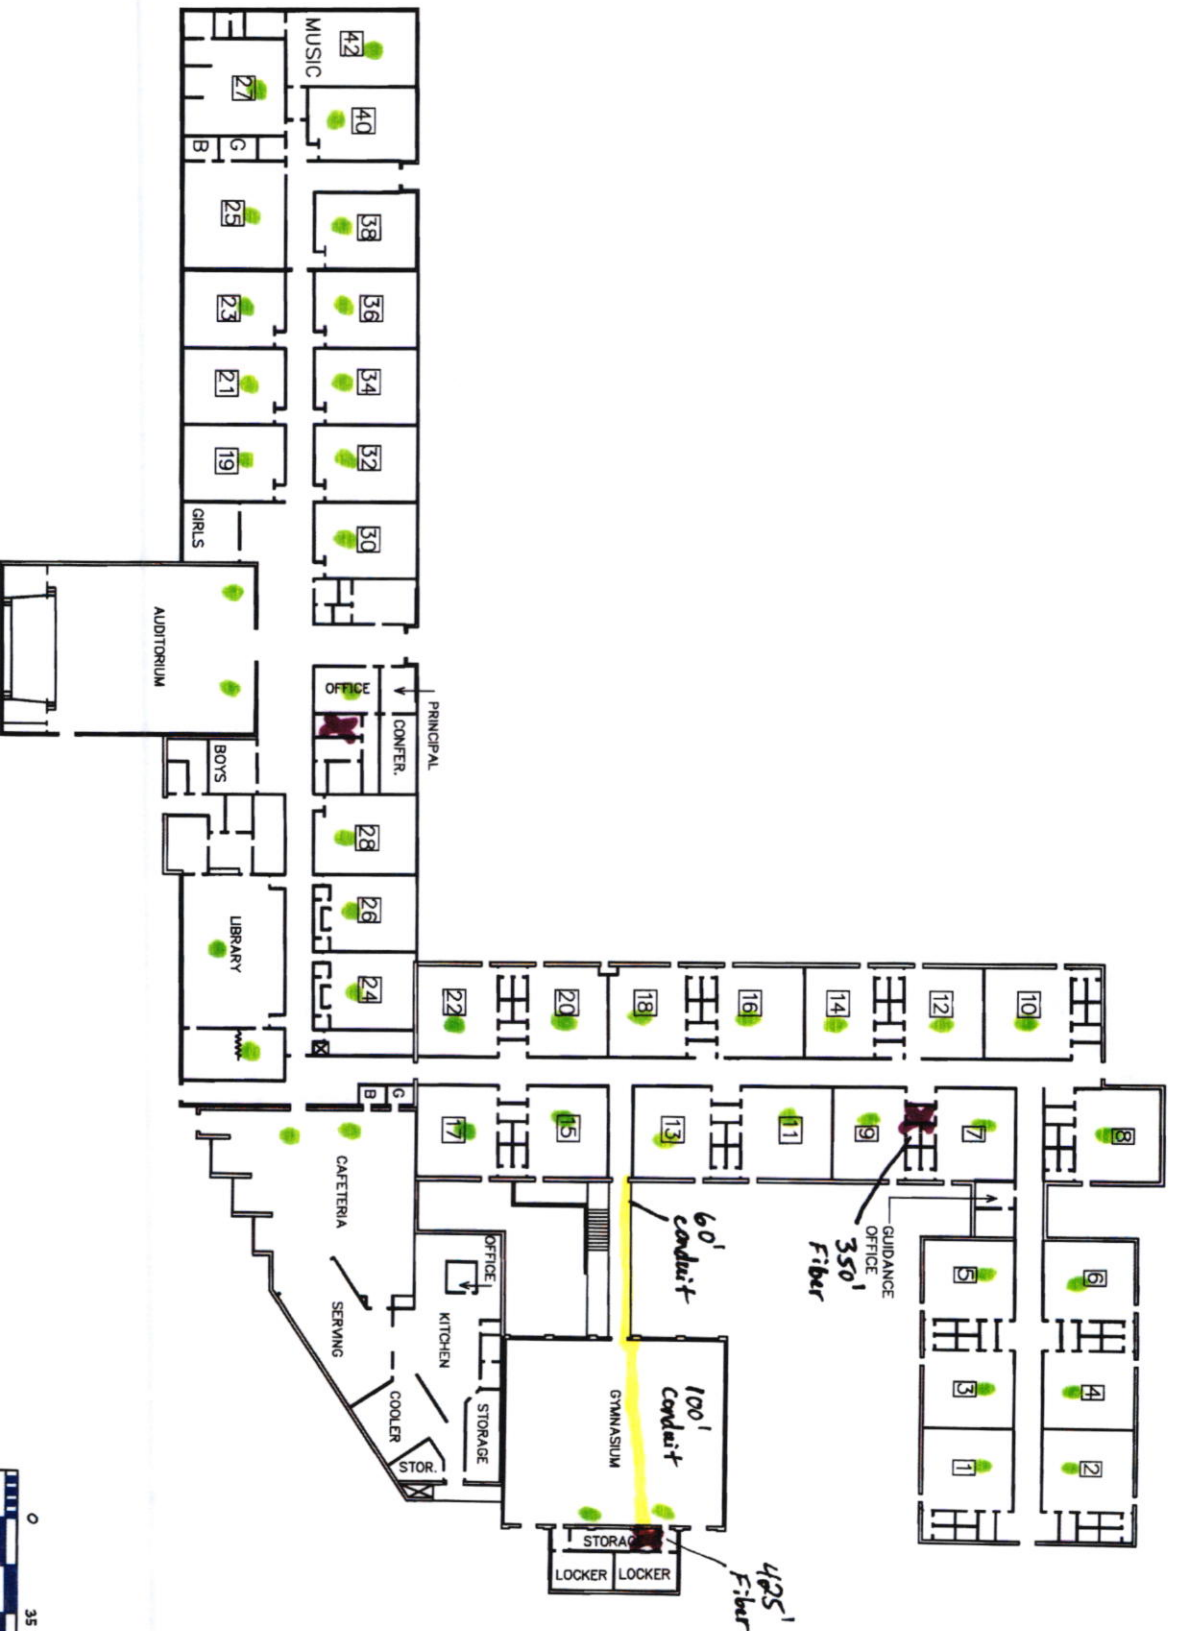 42
MUSIC
27
40
B
G
25
38
23
36
21
34
19
32
GIRLS
30
AUDITORIUM
OFFICE
PRINCIPAL
CONFER.
BOYS
28
26
LIBRARY
24
22
20
18
16
14
12
10
B
G
17
15
13
11
9
7
8
CAFETERIA
60'
conduit
350'
Fiber
GUIDANCE
OFFICE
5
6
OFFICE
SERVING
KITCHEN
3
4
COOLER
STORAGE
GYMNASIUM
100'
Conduit
1
2
STOR.
STORAGE
LOCKER
LOCKER
425'
Fiber
0
35